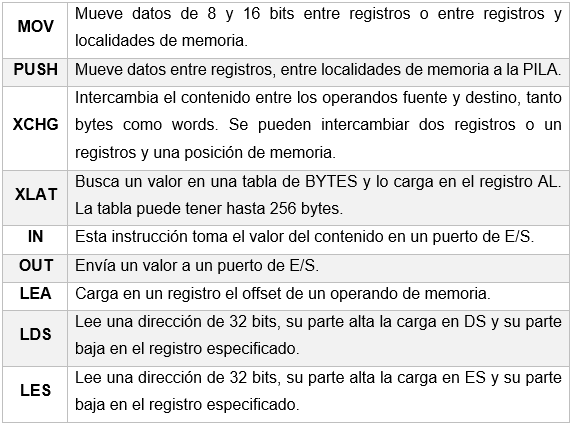 MOV
Mueve datos de 8 y 16 bits entre registros o entre registros y
localidades de memoria.
PUSH
Mueve datos entre registros, entre localidades de memoria a la PILA.
XCHG
Intercambia el contenido entre los operandos fuente y destino, tanto
bytes como words. Se pueden intercambiar dos registros o un
registros y una posición de memoria.
XLAT
Busca un valor en una tabla de BYTES y lo carga en el registro AL.
La tabla puede tener hasta 256 bytes.
IN
Esta instrucción toma el valor del contenido en un puerto de E/S.
OUT
Envía un valor a un puerto de E/S.
LEA
Carga en un registro el offset de un operando de memoria.
LDS
Lee una dirección de 32 bits, su parte alta la carga en DS y su parte
baja en el registro especificado.
LES
Lee una dirección de 32 bits, su parte alta la carga en ES y su parte
baja en el registro especificado.